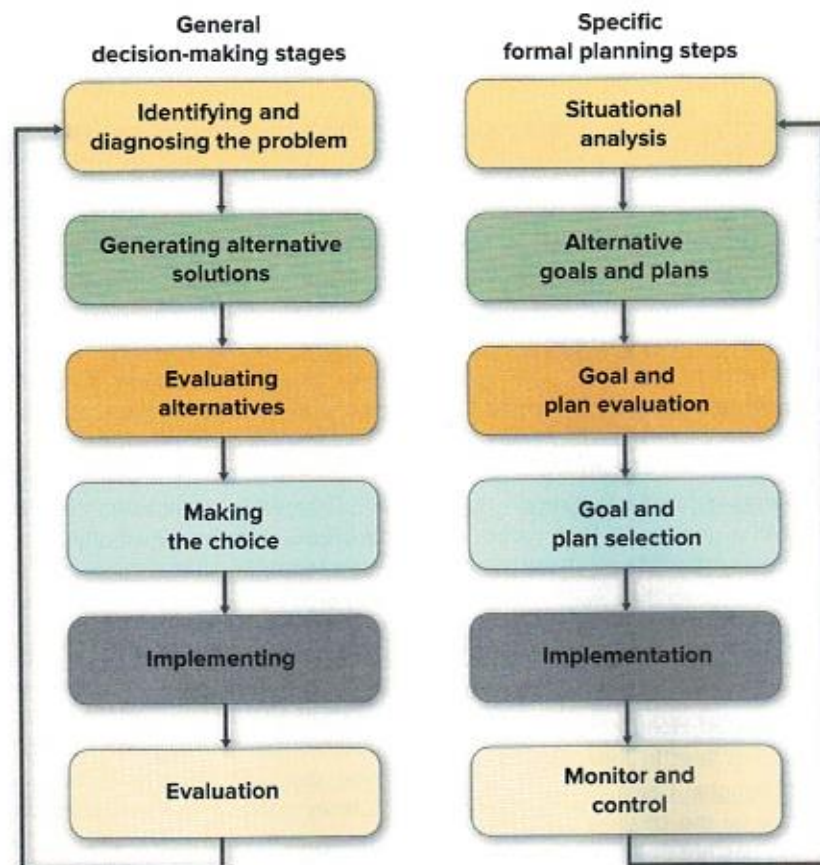 General
decision-making stages
Identifying and
diagnosing the problem
Generating alternative
solutions
Evaluating
alternatives
Making
the choice
Implementing
Evaluation
Specific
formal planning steps
Situational
analysis
Alternative
goals and plans
Goal and
plan evaluation
Goal and
plan selection
Implementation
Monitor and
control